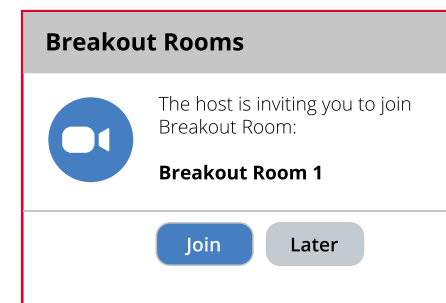 Breakout Rooms
The host is inviting you to join
Breakout Room:
Breakout Room 1
Join
Later